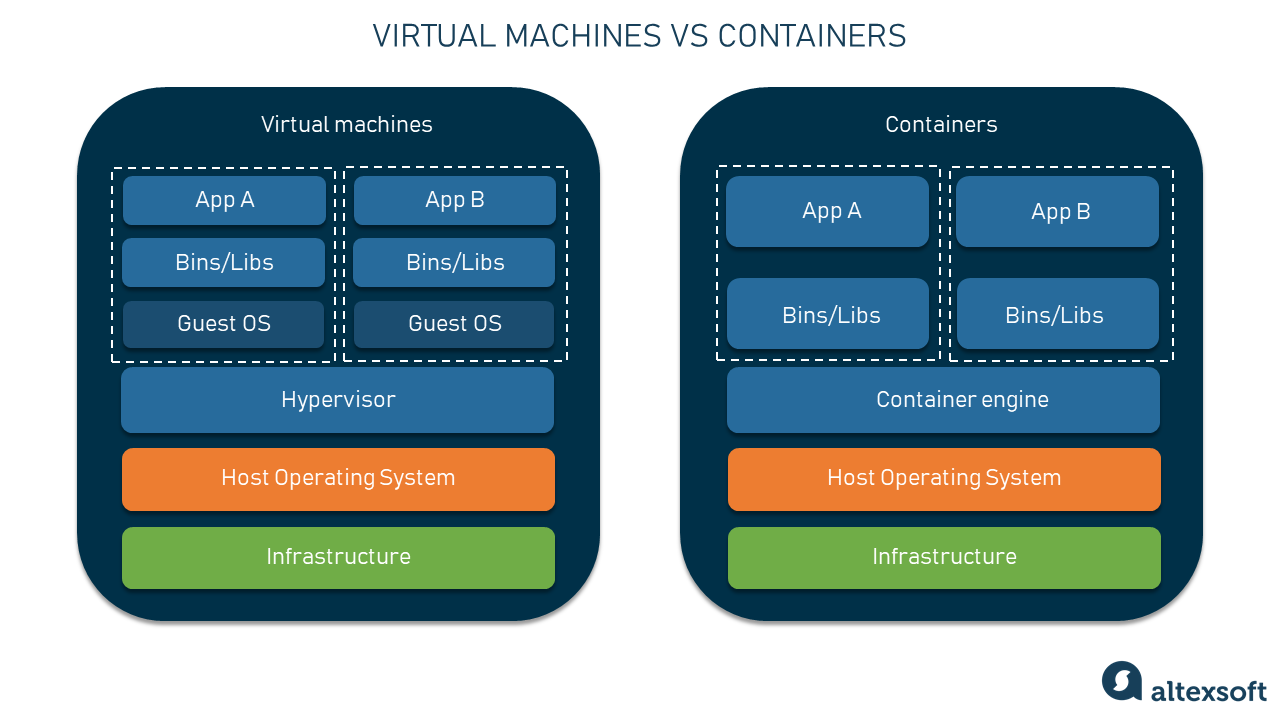 VIRTUAL MACHINES VS CONTAINERS
Virtual machines
App A
App B
Bins/Libs
Bins/Libs
Guest OS
Guest OS
Hypervisor
Host Operating System
Infrastructure
Containers
App A
App B
Bins/Libs
Bins/Libs
Container engine
Host Operating System
Infrastructure
altexsoft